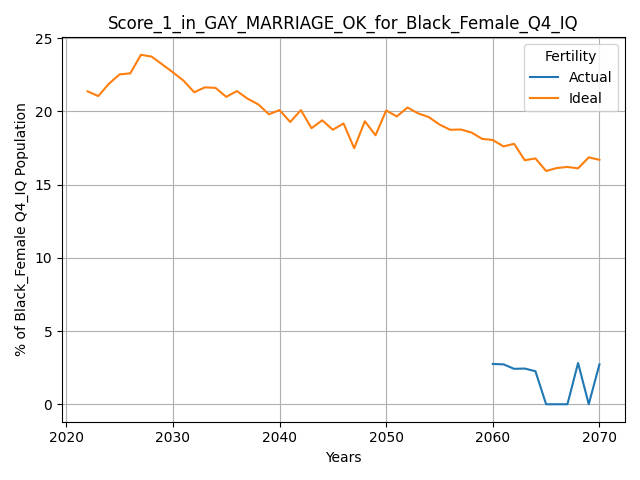 Score_1_in_GAY_MARRIAGE_OK_for_Black_Female_Q4_IQ
% of Black_Female Q4_IQ Population
25
20
15
10
5
0
Fertility
Actual
Ideal
2020 2030 2040 2050 2060 2070
Years